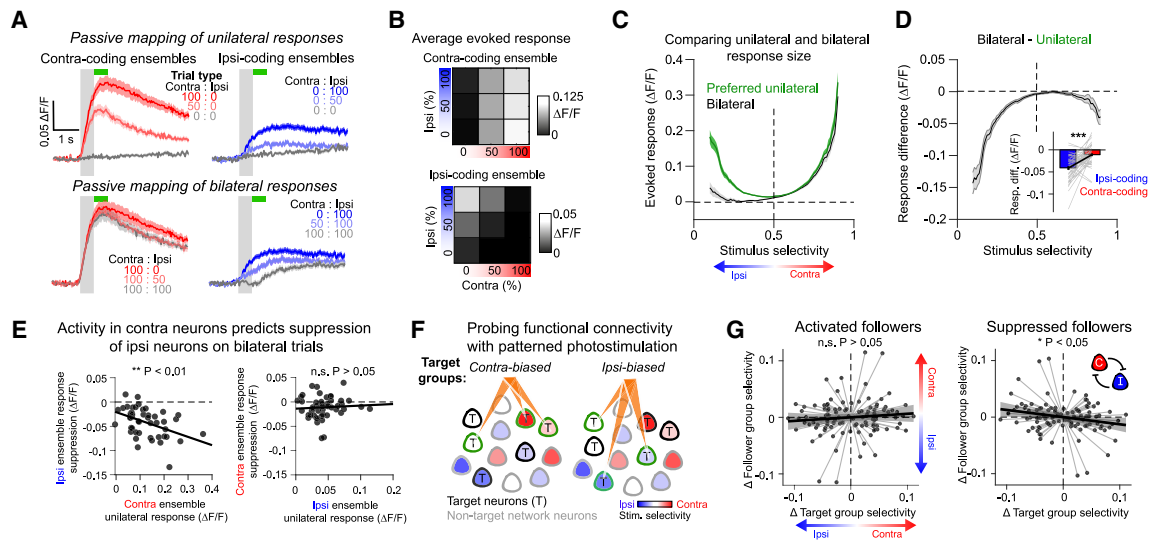 A
Passive mapping of unilateral responses
Contra-coding ensembles
Ipsi-coding ensembles
Trial type
Contra : Ipsi
100 : 0
50 : 0
0 : 0
Contra : Ipsi
0 : 100
0 : 50
0 : 0
0.05 ΔF/F
1 s
Passive mapping of bilateral responses
Contra : Ipsi
100 : 0
100 : 50
100 : 100
Contra : Ipsi
0 : 100
50 : 100
100 : 100
B
Average evoked response
Contra-coding ensemble
Ipsi (%)
100
50
0
0 50 100
0.125
0
ΔF/F
Ipsi-coding ensemble
Ipsi (%)
100
50
0
0 50 100
Contra (%)
0.05
0
ΔF/F
C
Comparing unilateral and bilateral
response size
Preferred unilateral
Bilateral
Evoked response (ΔF/F)
0.4
0.3
0.2
0.1
0
0 0.5 1
Stimulus selectivity
Ipsi Contra
D
Bilateral - Unilateral
Response difference (ΔF/F)
0
-0.05
-0.1
-0.15
-0.2
0 0.5 1
Stimulus selectivity
***
Resp. diff. (ΔF/F)
0
-0.05
-0.1
Ipsi-coding
Contra-coding
E
Activity in contra neurons predicts suppression
of ipsi neurons on bilateral trials
** P < 0.01
Ipsi ensemble response
suppression (ΔF/F)
0.05
0
-0.05
-0.1
-0.15
0 0.1 0.2 0.3 0.4
Contra ensemble
unilateral response (ΔF/F)
n.s. P > 0.05
Contra ensemble response
suppression (ΔF/F)
0.05
0
-0.05
-0.1
-0.15
0 0.05 0.1 0.2
Ipsi ensemble
unilateral response (ΔF/F)
F
Probing functional connectivity
with patterned photostimulation
Target
groups:
Contra-biased
Ipsi-biased
T T T T T
T T T T T
Target neurons (T)
Non-target network neurons
Ipsi Contra
Stim. selectivity
G
Activated followers
n.s. P > 0.05
Δ Follower group selectivity
0.1
0
-0.1
-0.1 0 0.1
Δ Target group selectivity
Ipsi Contra
Contra
Ipsi
Suppressed followers
* P < 0.05
C
I
Δ Follower group selectivity
0.1
0
-0.1
-0.1 0 0.1
Δ Target group selectivity